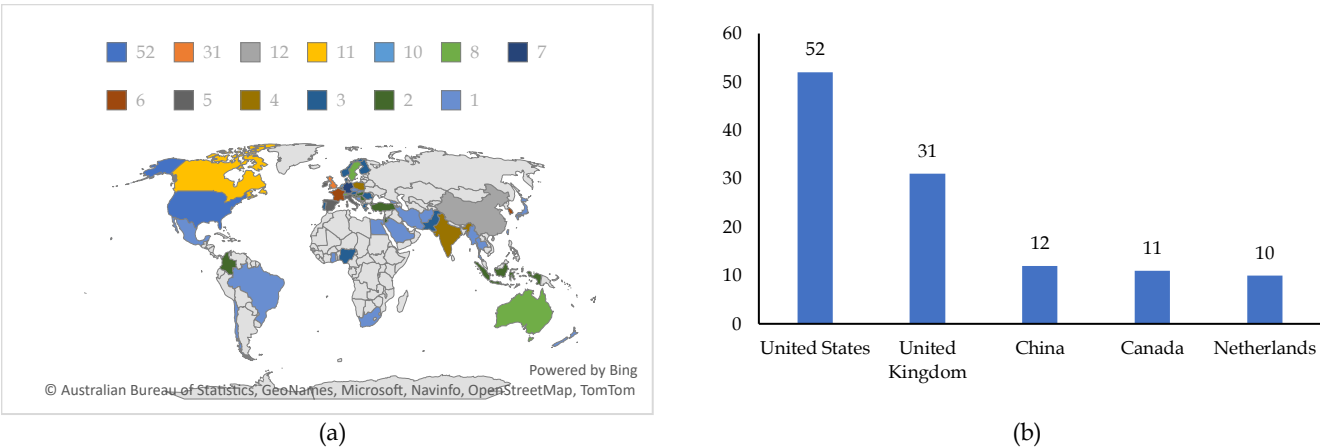 52 31 12 11 10 8 7
6 5 4 3 2 1
Powered by Bing
© Australian Bureau of Statistics, GeoNames, Microsoft, Navinfo, OpenStreetMap, TomTom
(a)
60
50
40
30
20
10
0
52
31
12
11
10
United States
United Kingdom
China
Canada
Netherlands
(b)